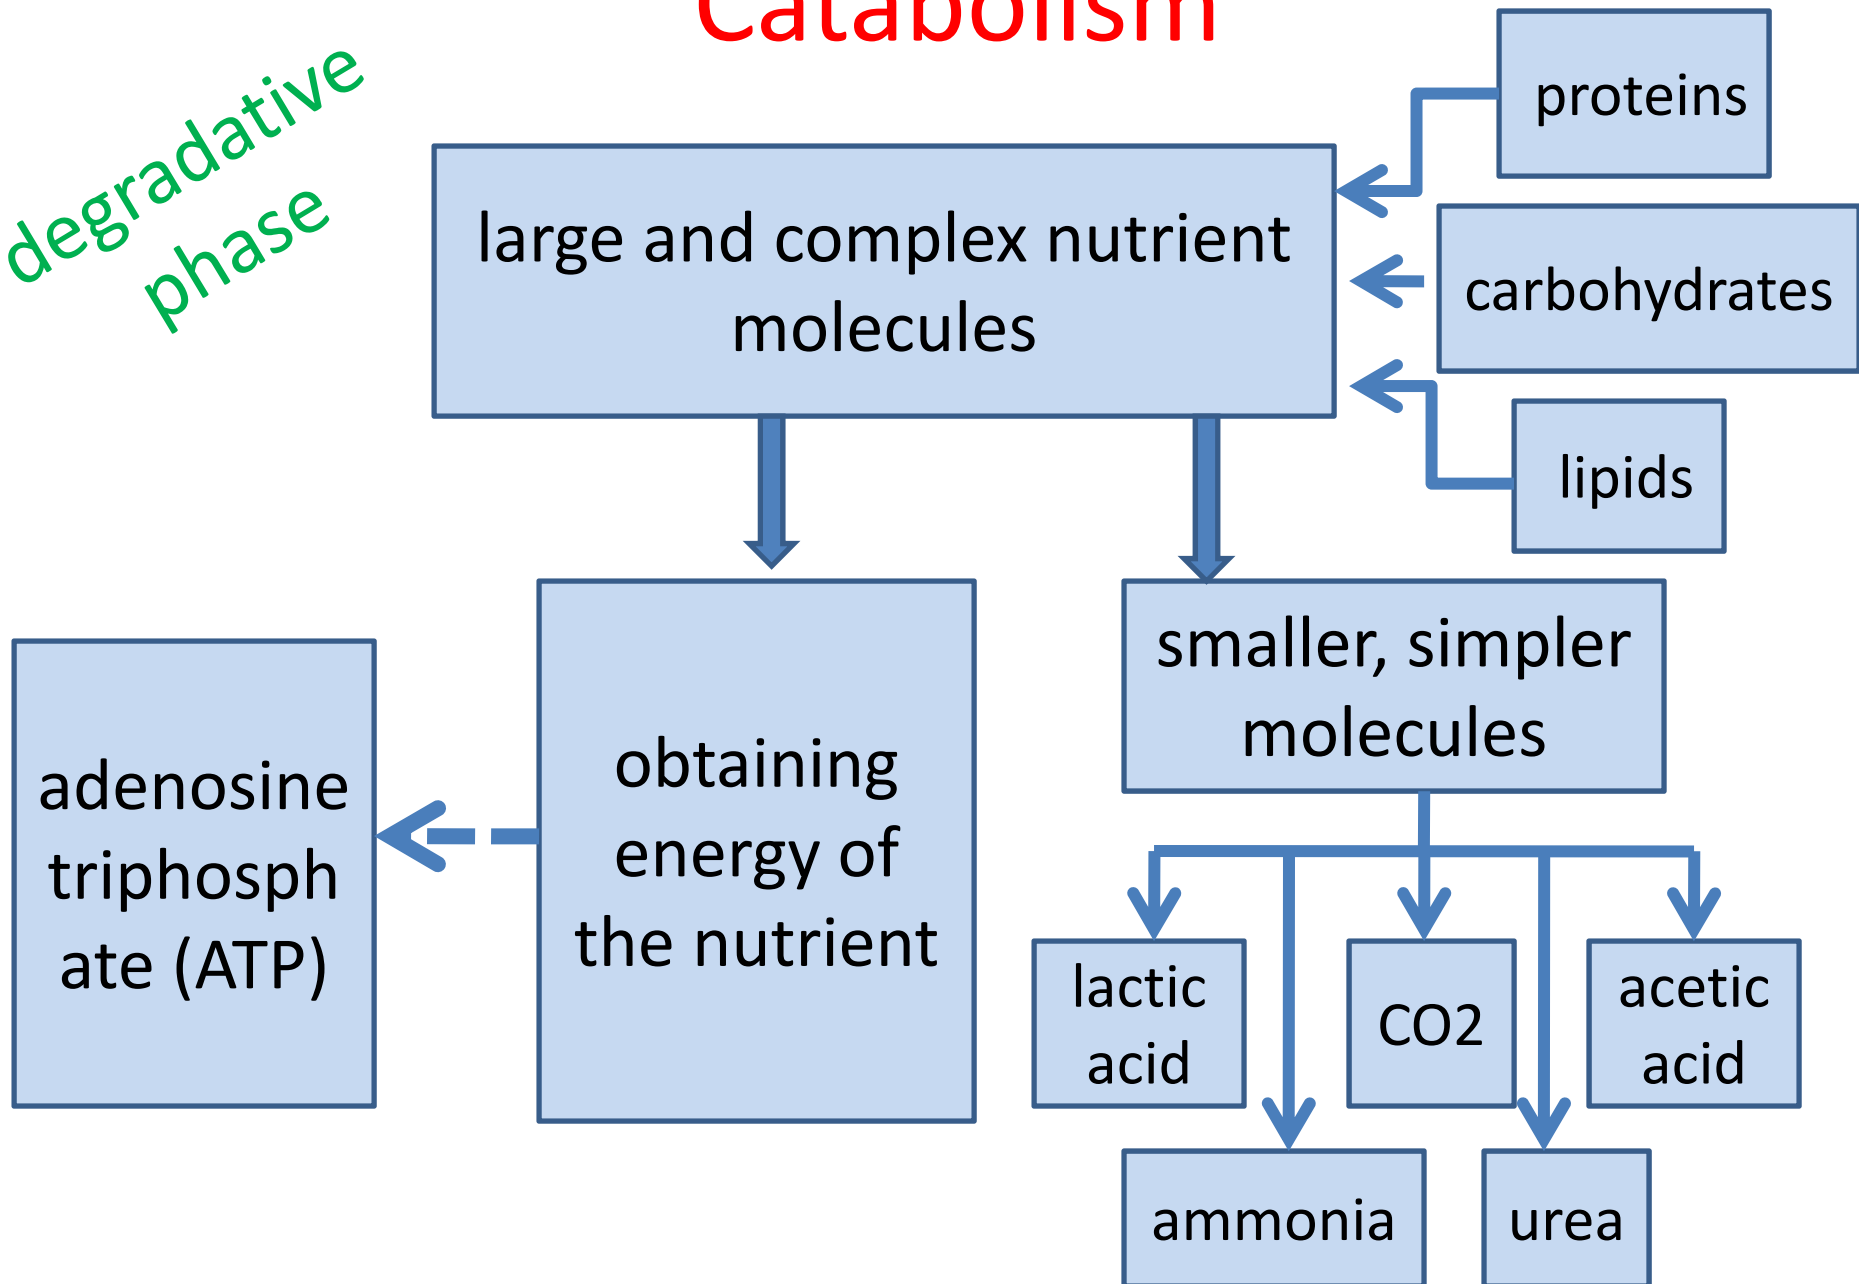 Catabolism
degradative
phase
proteins
large and complex nutrient
molecules
carbohydrates
lipids
smaller, simpler
molecules
adenosine
triphosph
ate (ATP)
obtaining
energy of
the nutrient
lactic
acid
CO2
acetic
acid
ammonia
urea